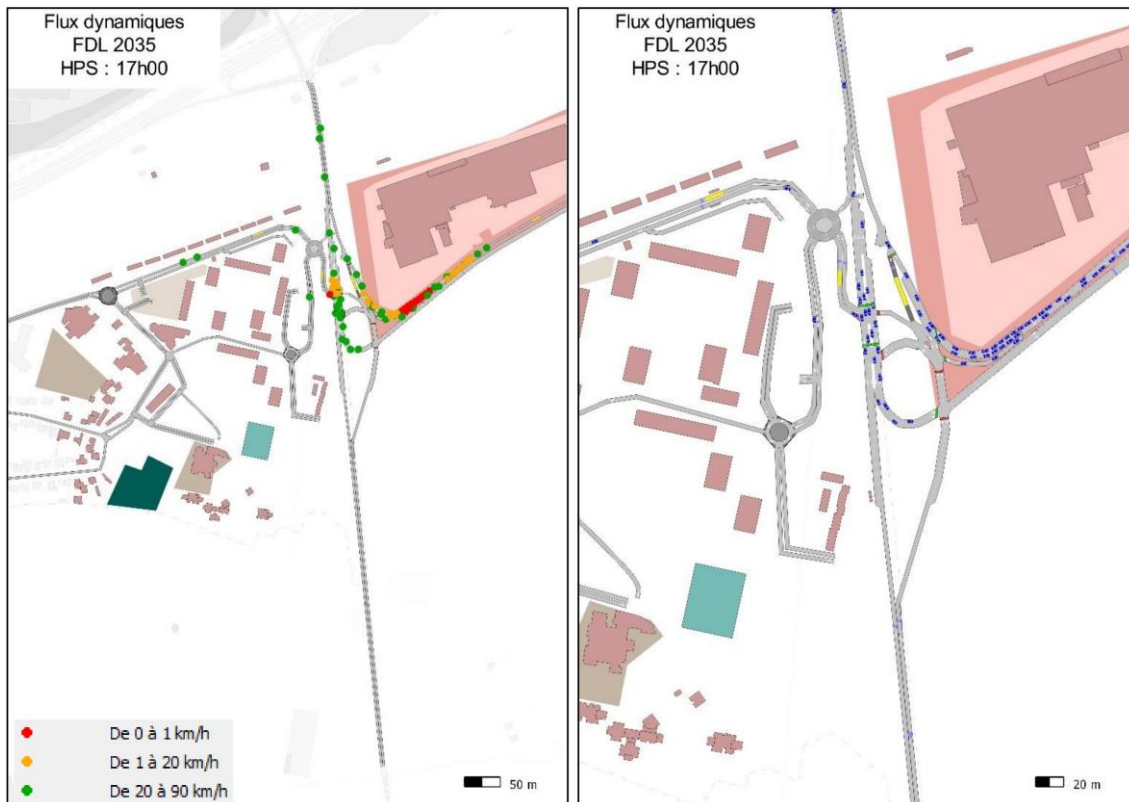 Flux dynamiques
FDL 2035
HPS : 17h00
De 0 à 1 km/h
De 1 à 20 km/h
De 20 à 90 km/h
50 m
Flux dynamiques
FDL 2035
HPS : 17h00
20 m